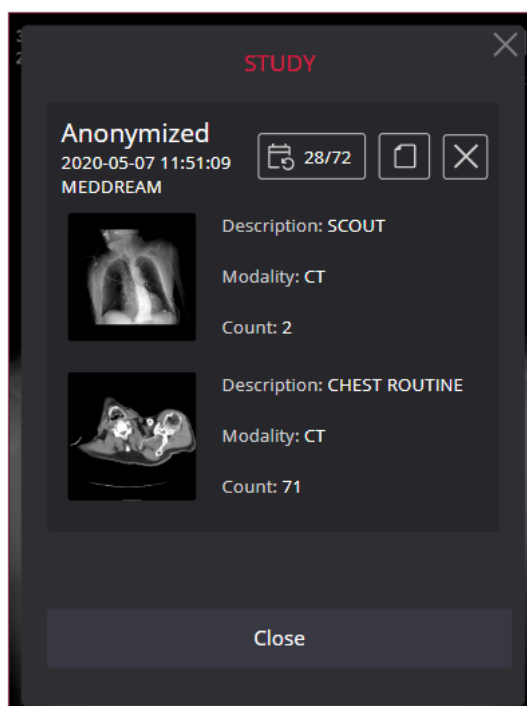 STUDY
Anonymized
2020-05-07 11:51:09
MEDDREAM
28/72
Description: SCOUT
Modality: CT
Count: 2
Description: CHEST ROUTINE
Modality: CT
Count: 71
Close